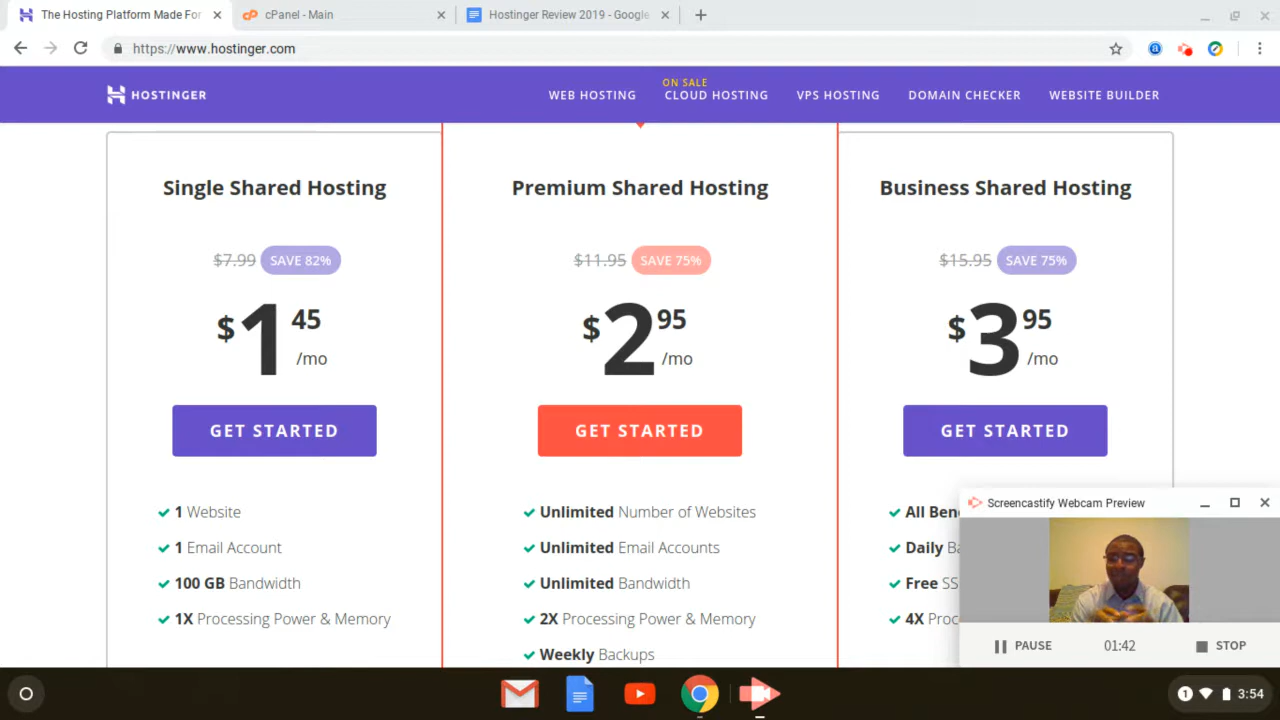 The Hosting Platform Made For
cPanel - Main
Hostinger Review 2019 - Google
https://www.hostinger.com
HOSTINGER
WEB HOSTING
ON SALE
CLOUD HOSTING
VPS HOSTING
DOMAIN CHECKER
WEBSITE BUILDER
Single Shared Hosting
$7.99 SAVE 82%
$1 45
/mo
GET STARTED
1 Website
1 Email Account
100 GB Bandwidth
1X Processing Power & Memory
Premium Shared Hosting
$11.95 SAVE 75%
$2 95
/mo
GET STARTED
Unlimited Number of Websites
Unlimited Email Accounts
Unlimited Bandwidth
2X Processing Power & Memory
Weekly Backups
Business Shared Hosting
$15.95 SAVE 75%
$3 95
/mo
GET STARTED
All Ben
Daily Ba
Free SS
4X Proc
Screencastify Webcam Preview
PAUSE
01:42
STOP
1
3:54